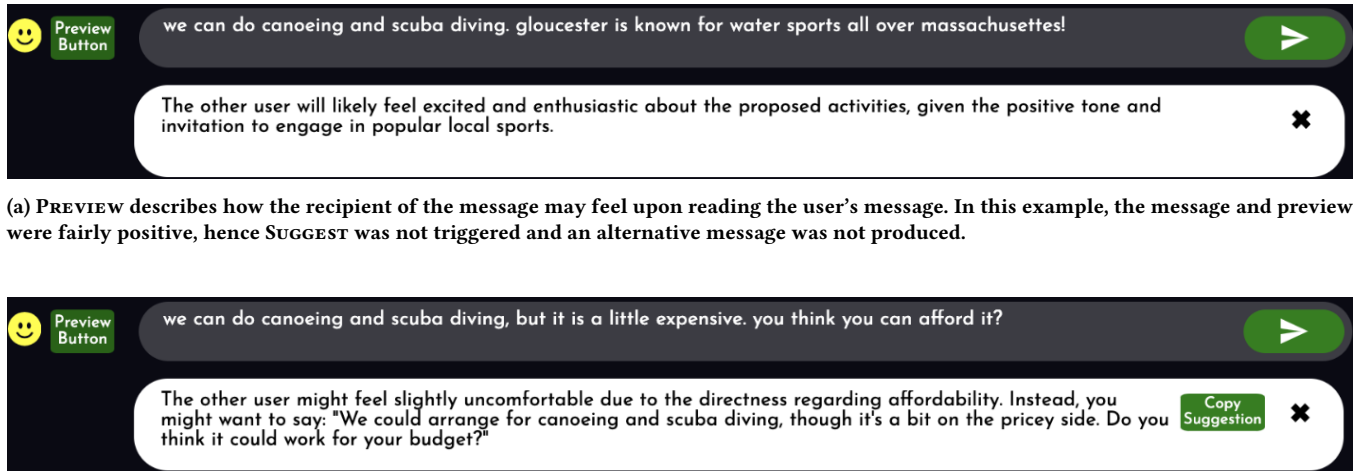 Preview
Button
we can do canoeing and scuba diving. gloucester is known for water sports all over massachusettes!
The other user will likely feel excited and enthusiastic about the proposed activities, given the positive tone and
invitation to engage in popular local sports.
(a) Preview describes how the recipient of the message may feel upon reading the user's message. In this example, the message and preview
were fairly positive, hence Suggest was not triggered and an alternative message was not produced.
Preview
Button
we can do canoeing and scuba diving, but it is a little expensive. you think you can afford it?
The other user might feel slightly uncomfortable due to the directness regarding affordability. Instead, you
might want to say: "We could arrange for canoeing and scuba diving, though it's a bit on the pricey side. Do you
think it could work for your budget?"
Copy
Suggestion